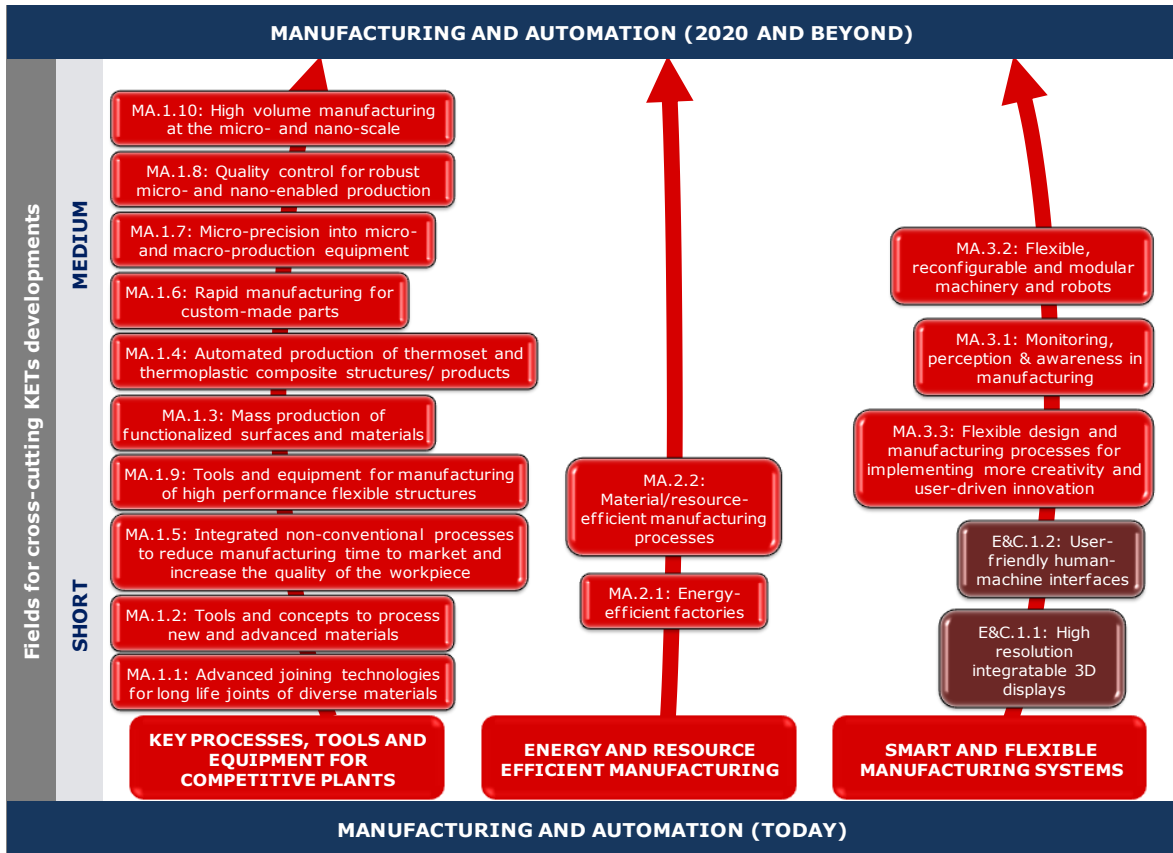 MANUFACTURING AND AUTOMATION (2020 AND BEYOND)
Fields for cross-cutting KETs developments
MEDIUM
SHORT
MA.1.10: High volume manufacturing
at the micro- and nano-scale
MA.1.8: Quality control for robust
micro- and nano-enabled production
MA.1.7: Micro-precision into micro-
and macro-production equipment
MA.1.6: Rapid manufacturing for
custom-made parts
MA.1.4: Automated production of thermoset and
thermoplastic composite structures/ products
MA.1.3: Mass production of
functionalized surfaces and materials
MA.1.9: Tools and equipment for manufacturing
of high performance flexible structures
MA.1.5: Integrated non-conventional processes
to reduce manufacturing time to market and
increase the quality of the workpiece
MA.1.2: Tools and concepts to process
new and advanced materials
MA.1.1: Advanced joining technologies
for long life joints of diverse materials
KEY PROCESSES, TOOLS AND
EQUIPMENT FOR
COMPETITIVE PLANTS
MA.2.2:
Material/resource-
efficient manufacturing
processes
MA.2.1: Energy-
efficient factories
ENERGY AND RESOURCE
EFFICIENT MANUFACTURING
MA.3.2: Flexible,
reconfigurable and modular
machinery and robots
MA.3.1: Monitoring,
perception & awareness in
manufacturing
MA.3.3: Flexible design and
manufacturing processes for
implementing more creativity and
user-driven innovation
E&C.1.2: User-
friendly human-
machine interfaces
E&C.1.1: High
resolution
integratable 3D
displays
SMART AND FLEXIBLE
MANUFACTURING SYSTEMS
MANUFACTURING AND AUTOMATION (TODAY)